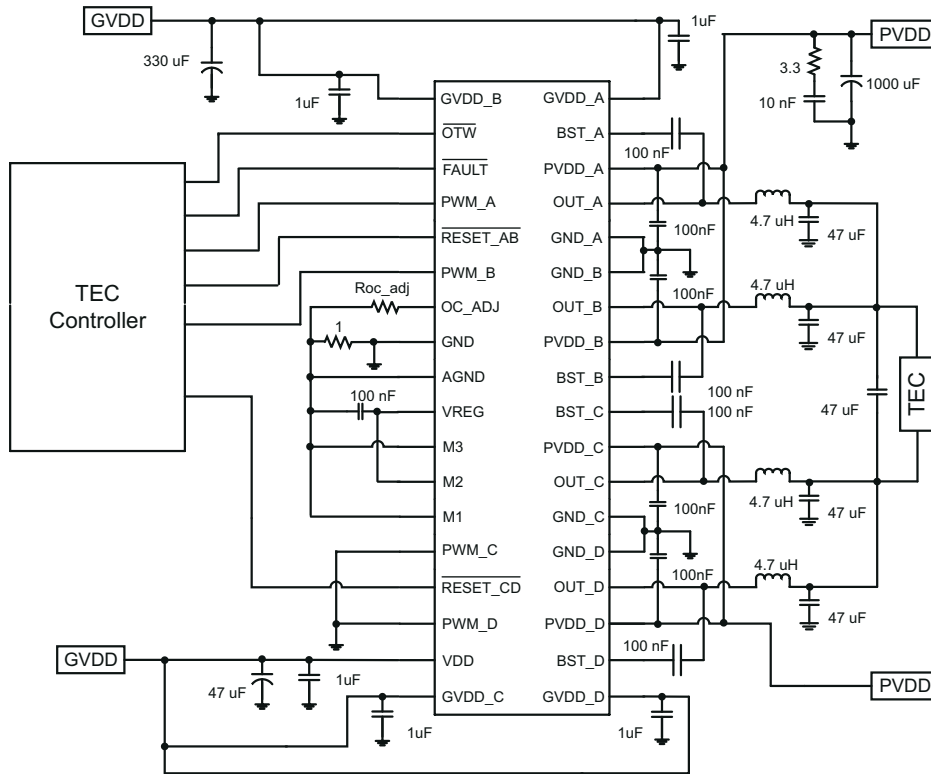 GVDD
1uF
PVDD
330 uF
3.3
1000 uF
10 nF
1uF
GVDD_B
GVDD_A
OTW
BST_A
100 nF
FAULT
PVDD_A
PWM_A
OUT_A
4.7 uH
47 uF
100nF
RESET_AB
GND_A
TEC
Controller
PWM_B
GND_B
4.7 uH
Roc_adj
100nF
OC_ADJ
OUT_B
1
GND
PVDD_B
47 uF
AGND
BST_B
100 nF
TEC
100 nF
VREG
BST_C
100 nF
47 uF
M3
PVDD_C
M2
OUT_C
4.7 uH
47 uF
100nF
M1
GND_C
PWM_C
GND_D
4.7 uH
100nF
RESET_CD
OUT_D
47 uF
PWM_D
PVDD_D
100 nF
GVDD
VDD
BST_D
47 uF
1uF
PVDD
GVDD_C
GVDD_D
1uF
1uF